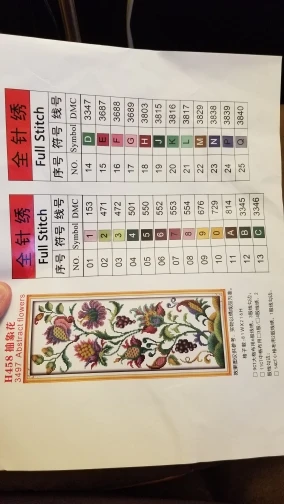 H458 抽象花
3497 Abstract flowers
全针绣
Full Stitch
序号 符号 线号
NO. Symbol DMC
01 1 153
02 2 471
03 3 472
04 4 501
05 5 550
06 6 552
07 7 553
08 8 554
09 9 676
10 0 729
11 A 814
12 B 3345
13 C 3346
全针绣
Full Stitch
序号 符号 线号
NO. Symbol DMC
14 D 3347
15 E 3687
16 F 3688
17 G 3689
18 H 3803
19 J 3815
20 K 3816
21 L 3817
22 M 3829
23 N 3838
24 P 3839
25 Q 3840